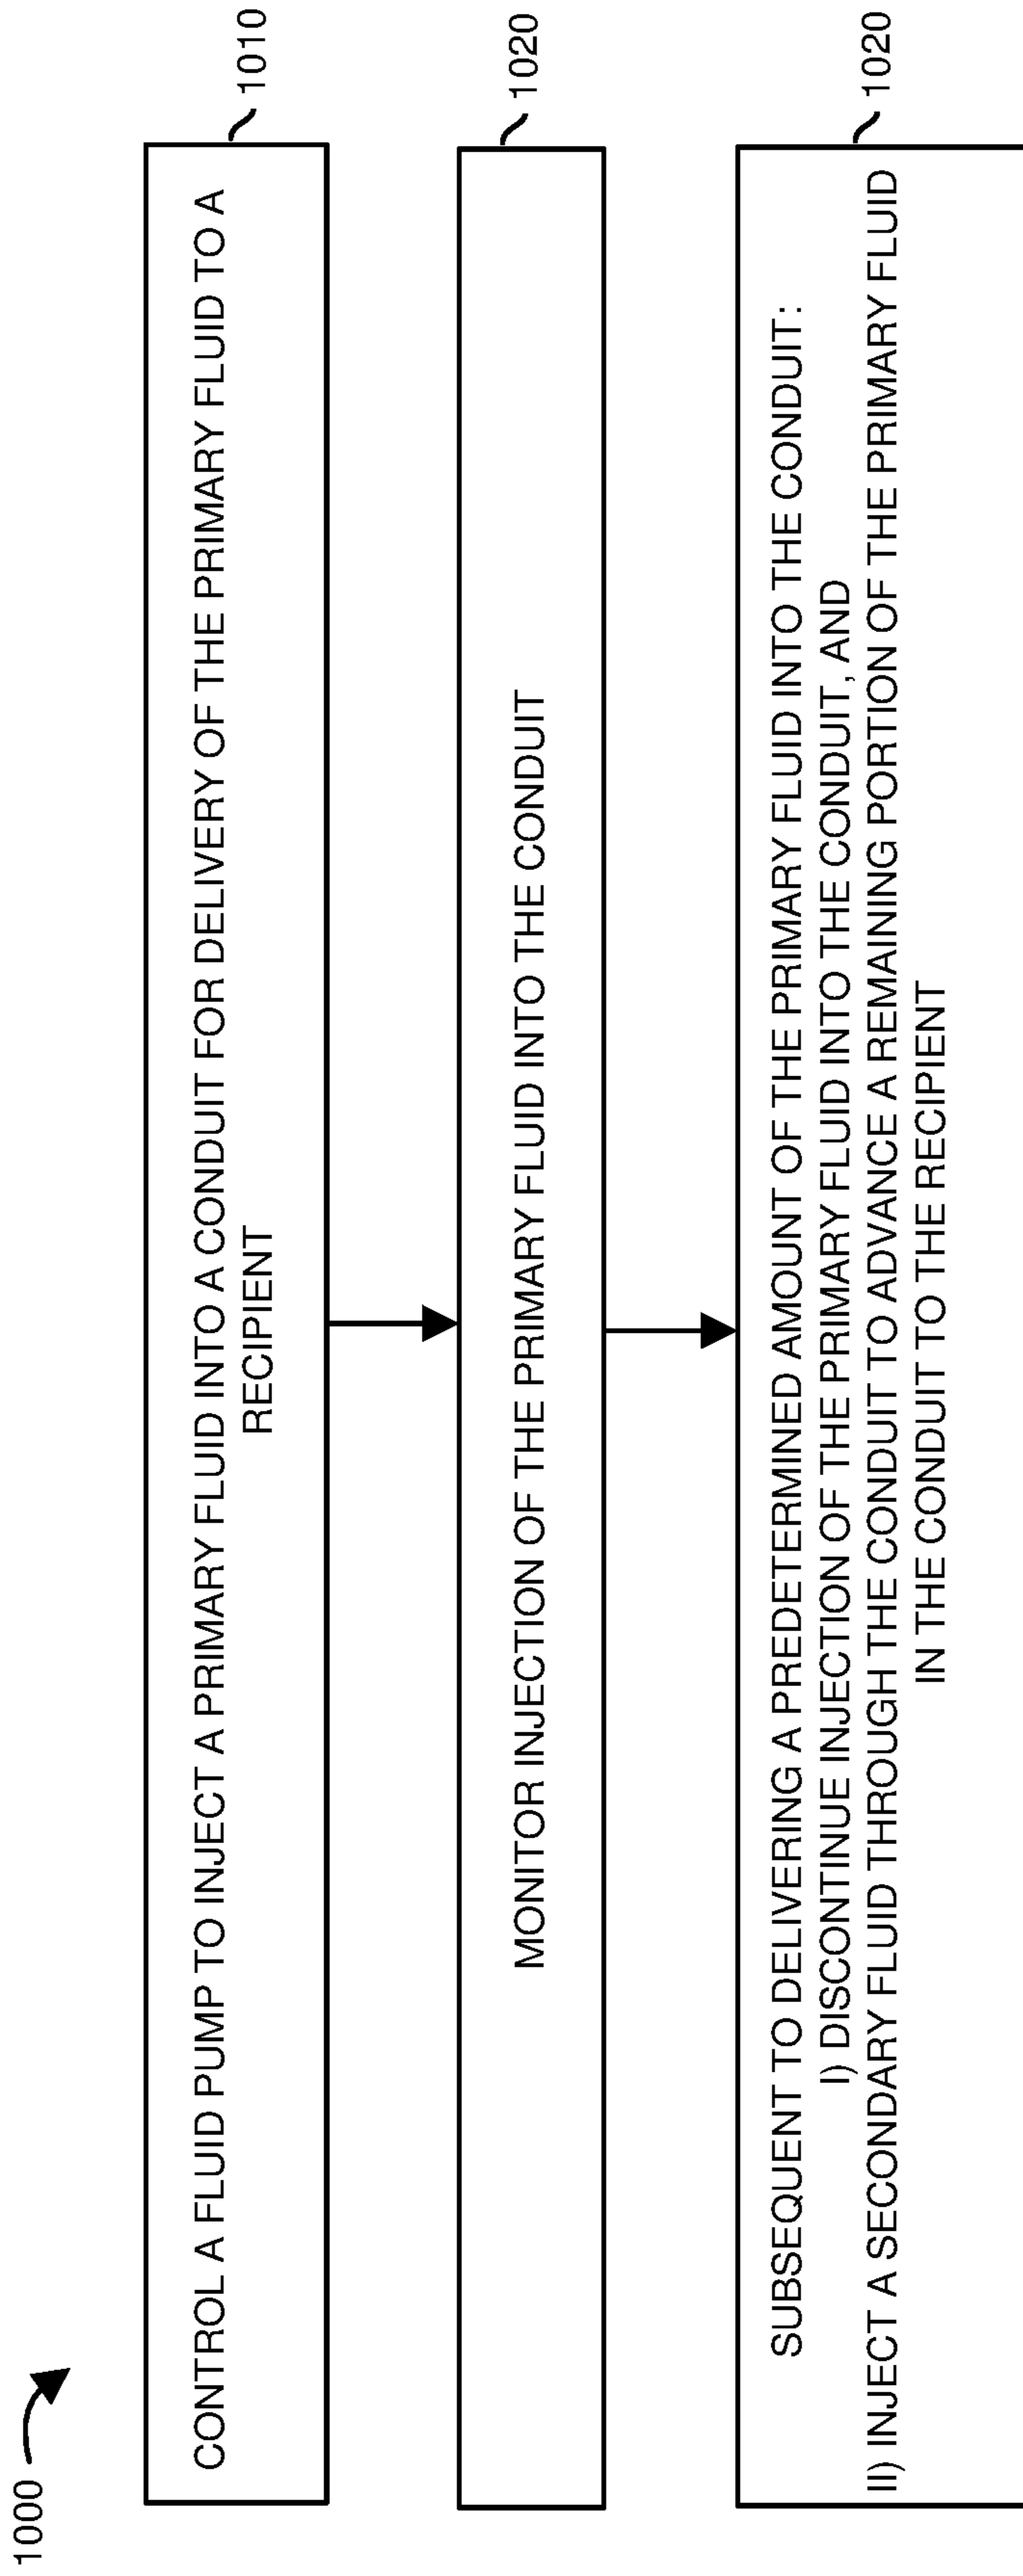 1000
CONTROL A FLUID PUMP TO INJECT A PRIMARY FLUID INTO A CONDUIT FOR DELIVERY OF THE PRIMARY FLUID TO A
RECIPIENT
1010
MONITOR INJECTION OF THE PRIMARY FLUID INTO THE CONDUIT
1020
SUBSEQUENT TO DELIVERING A PREDETERMINED AMOUNT OF THE PRIMARY FLUID INTO THE CONDUIT:
I) DISCONTINUE INJECTION OF THE PRIMARY FLUID INTO THE CONDUIT, AND
II) INJECT A SECONDARY FLUID THROUGH THE CONDUIT TO ADVANCE A REMAINING PORTION OF THE PRIMARY FLUID
IN THE CONDUIT TO THE RECIPIENT
1020